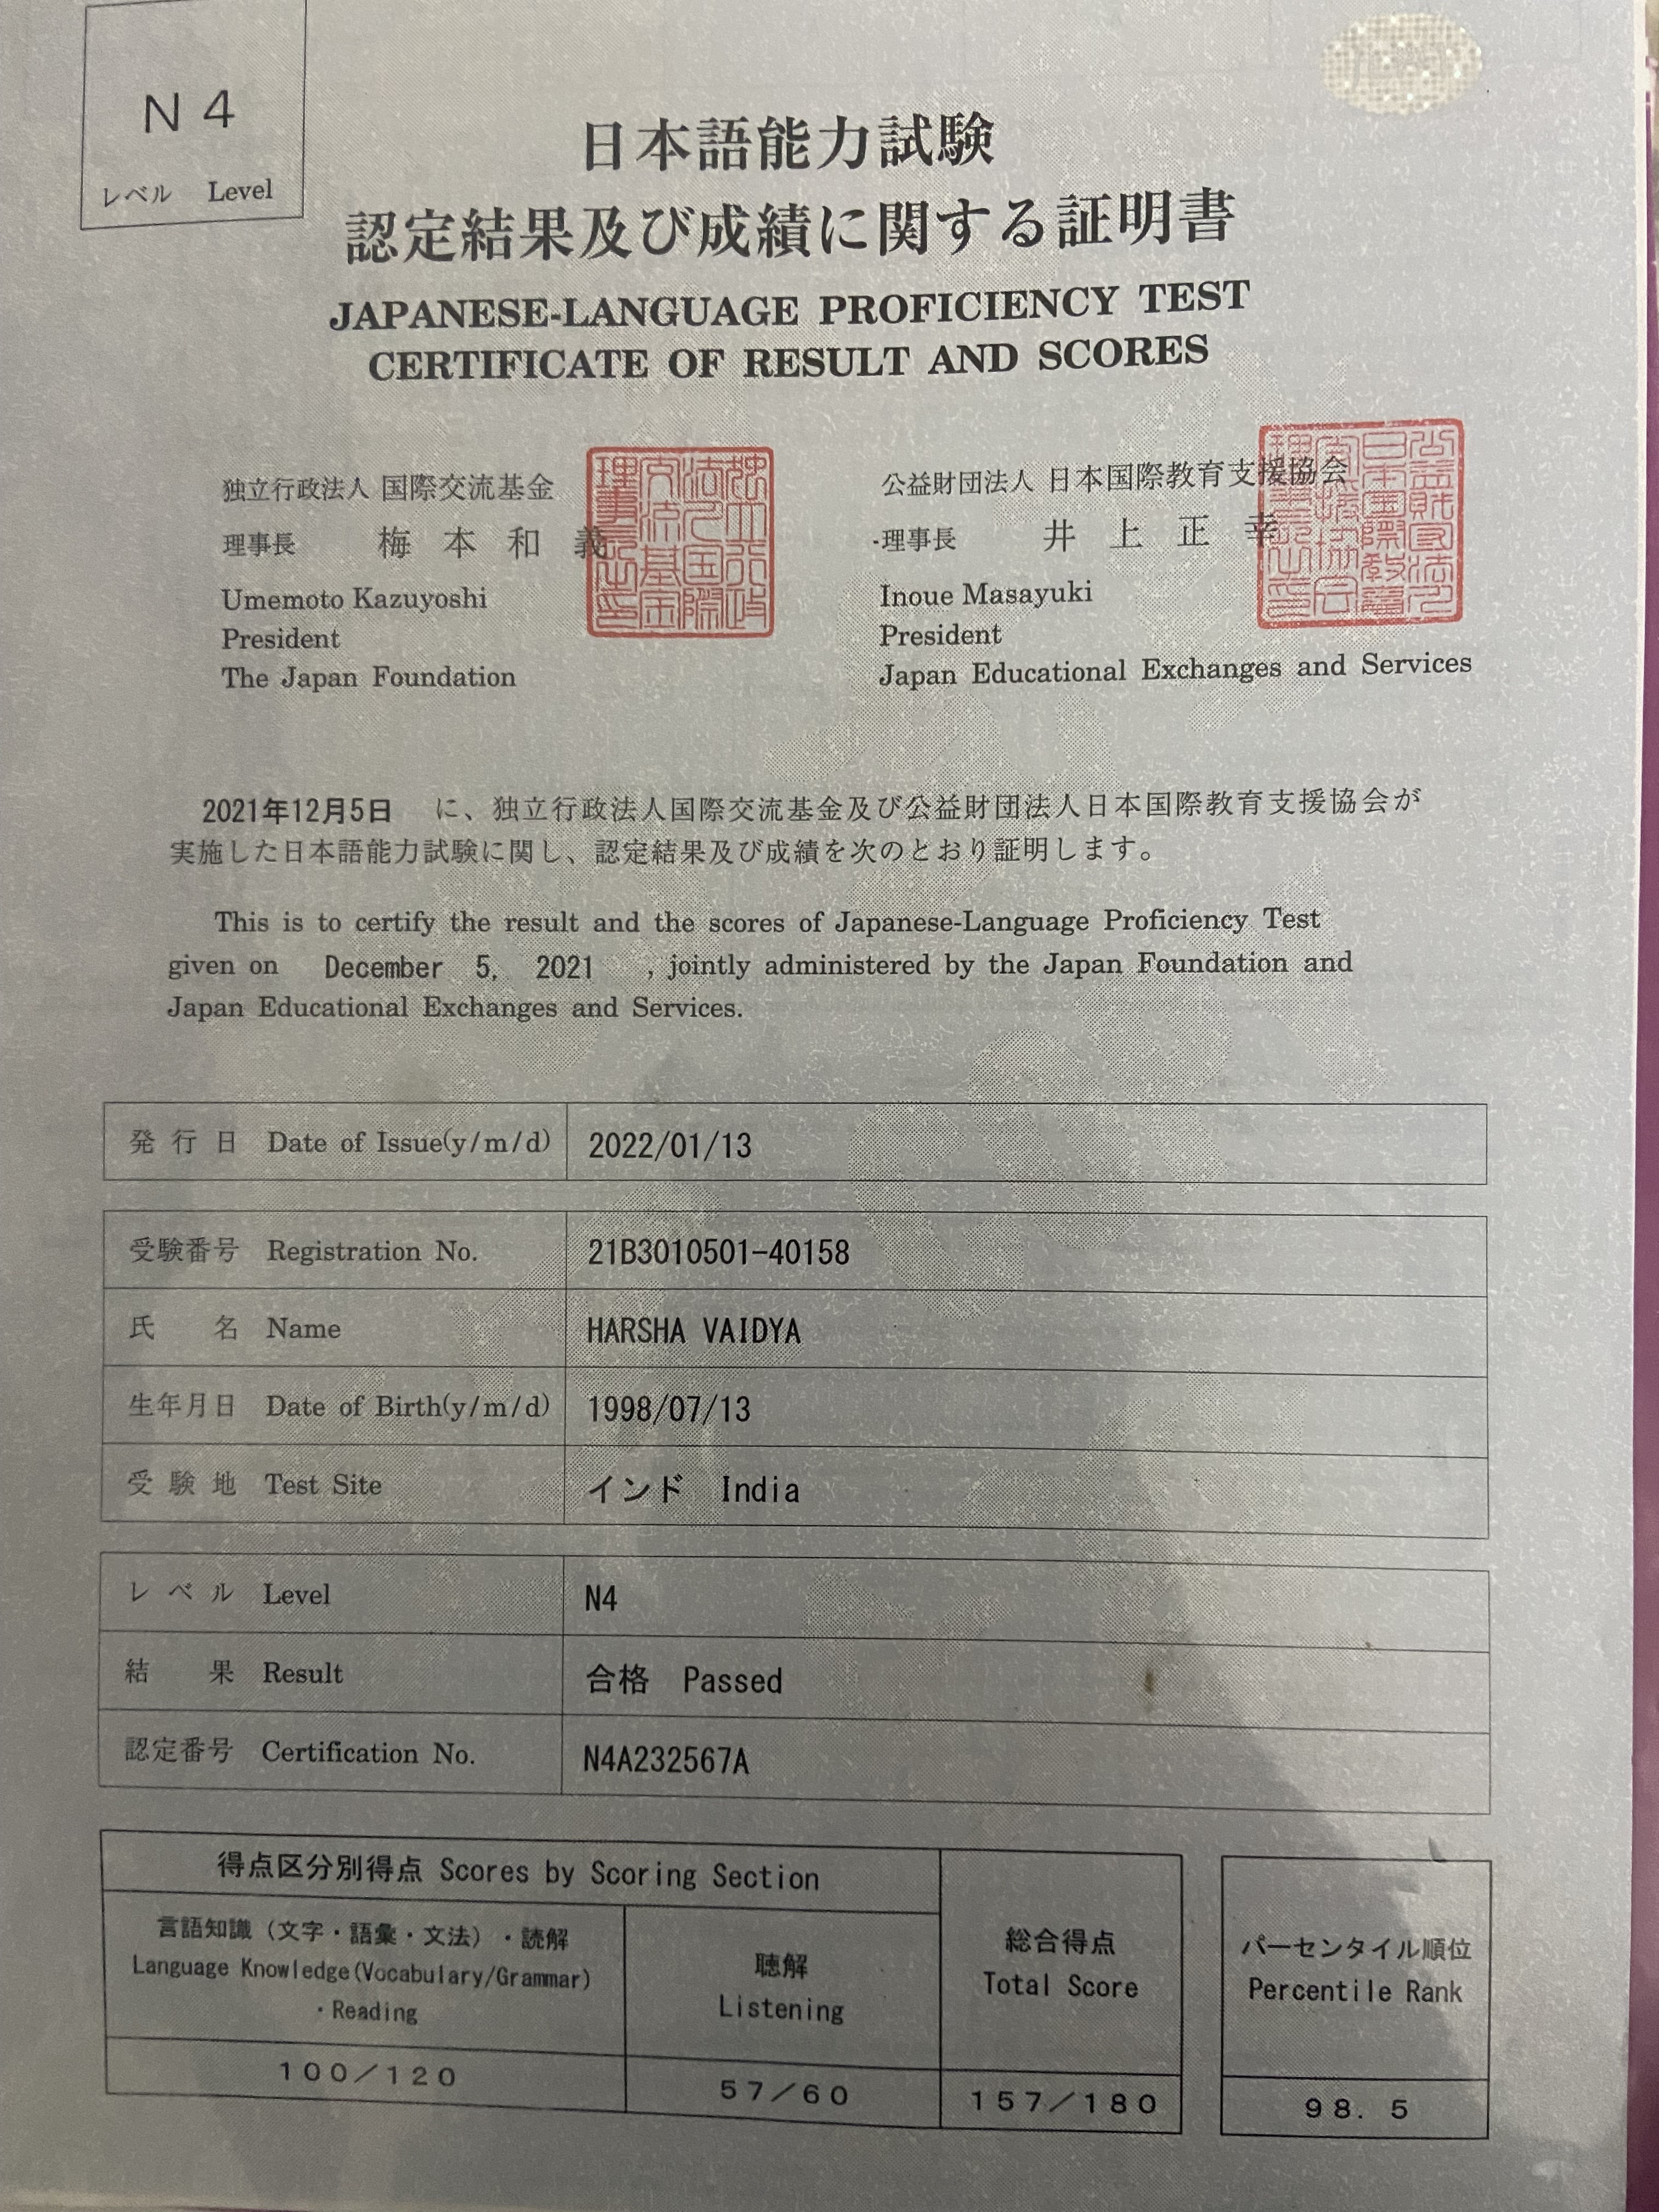 N4
レベル Level
日本語能力試験
認定結果及び成績に関する証明書
JAPANESE-LANGUAGE PROFICIENCY TEST
CERTIFICATE OF RESULT AND SCORES
独立行政法人 国際交流基金
理事長 梅本和義
Umemoto Kazuyoshi
President
The Japan Foundation
公益財団法人 日本国際教育支援協会
理事長 井上正幸
Inoue Masayuki
President
Japan Educational Exchanges and Services
2021年12月5日 に、独立行政法人国際交流基金及び公益財団法人日本国際教育支援協会が
実施した日本語能力試験に関し、認定結果及び成績を次のとおり証明します。
This is to certify the result and the scores of Japanese-Language Proficiency Test
given on December 5, 2021 , jointly administered by the Japan Foundation and
Japan Educational Exchanges and Services.
発行日 Date of Issue(y/m/d) 2022/01/13
受験番号 Registration No. 21B3010501-40158
氏名 Name HARSHA VAIDYA
生年月日 Date of Birth(y/m/d) 1998/07/13
受験地 Test Site インド India
レベル Level N4
結果 Result 合格 Passed
認定番号 Certification No. N4A232567A
得点区分別得点 Scores by Scoring Section
言語知識（文字・語彙・文法）・読解
Language Knowledge(Vocabulary/Grammar)
・Reading
聴解
Listening
総合得点
Total Score
パーセンタイル順位
Percentile Rank
100/120
57/60
157/180
98.5